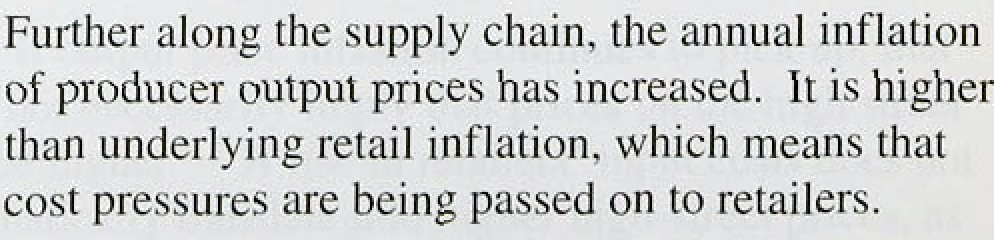 Further along the supply chain, the annual inflation
of producer output prices has increased.  It is higher
than underlying retail inflation, which means that
cost pressures are being passed on to retailers.